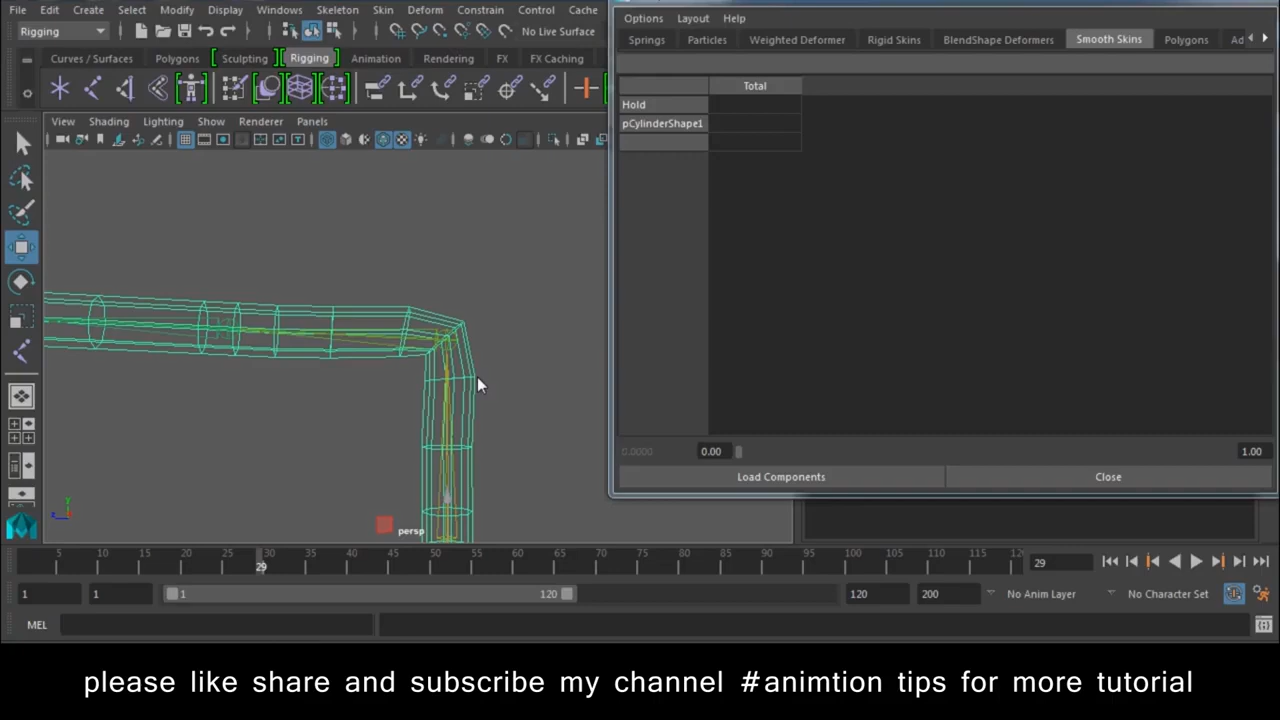 File Edit Create Select Modify Display Windows Skeleton Skin Deform Constrain Control Cache
Options Layout Help
Rigging
No Live Surface
Springs Particles Weighted Deformer Rigid Skins BlendShape Deformers Smooth Skins Polygons Ad
Curves / Surfaces Polygons Sculpting Rigging Animation Rendering FX FX Caching
Total
Hold
pCylinderShape1
View Shading Lighting Show Renderer Panels
0.0000 0.00 1.00
Load Components Close
persp
5 10 15 20 25 30 35 40 45 50 55 60 65 70 75 80 85 90 95 100 105 110 115 12
29
29
1 1 1 120 120 200 No Anim Layer No Character Set
MEL
please like share and subscribe my channel #animtion tips for more tutorial